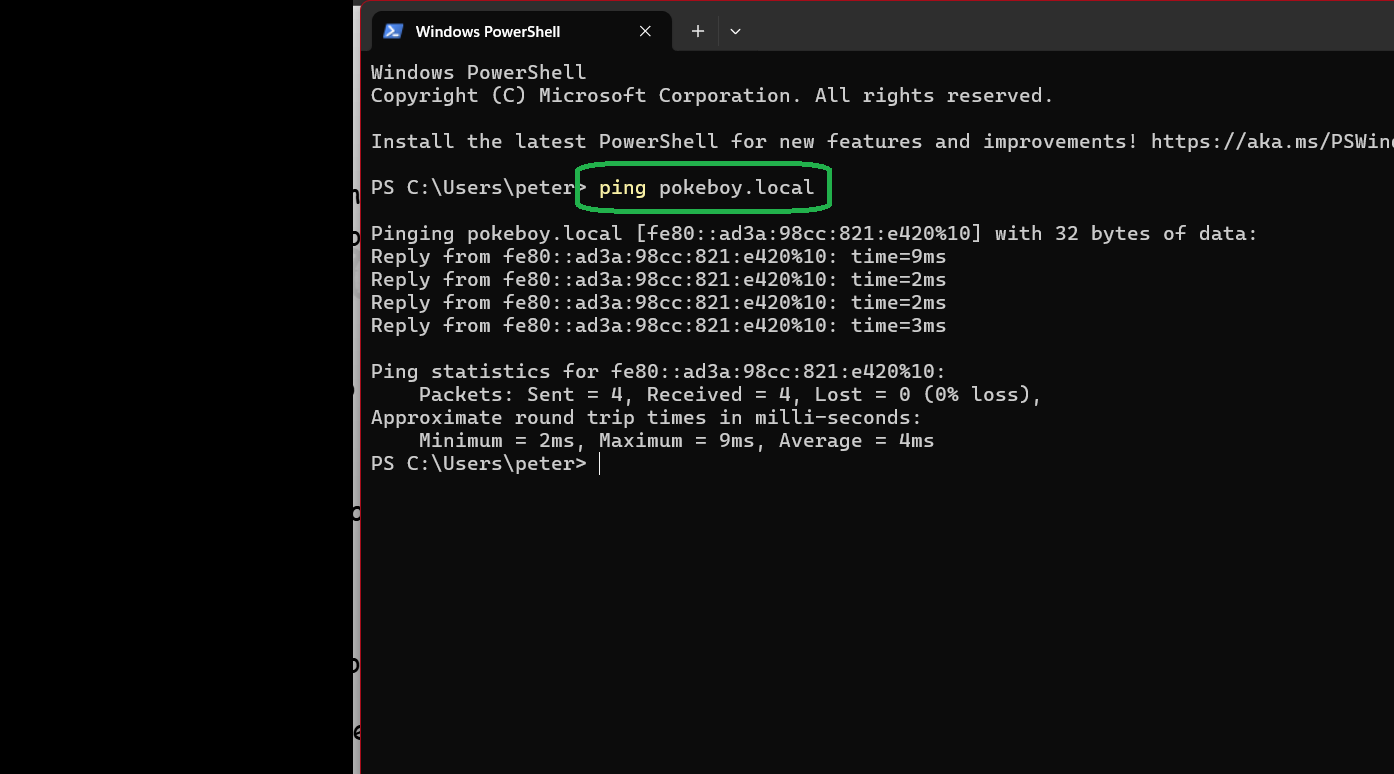 Windows PowerShell
Windows PowerShell
Copyright (C) Microsoft Corporation. All rights reserved.
Install the latest PowerShell for new features and improvements! https://aka.ms/PSWind
PS C:\Users\peter> ping pokeboy.local
Pinging pokeboy.local [fe80::ad3a:98cc:821:e420%10] with 32 bytes of data:
Reply from fe80::ad3a:98cc:821:e420%10: time=9ms
Reply from fe80::ad3a:98cc:821:e420%10: time=2ms
Reply from fe80::ad3a:98cc:821:e420%10: time=2ms
Reply from fe80::ad3a:98cc:821:e420%10: time=3ms
Ping statistics for fe80::ad3a:98cc:821:e420%10:
Packets: Sent = 4, Received = 4, Lost = 0 (0% loss),
Approximate round trip times in milli-seconds:
Minimum = 2ms, Maximum = 9ms, Average = 4ms
PS C:\Users\peter>